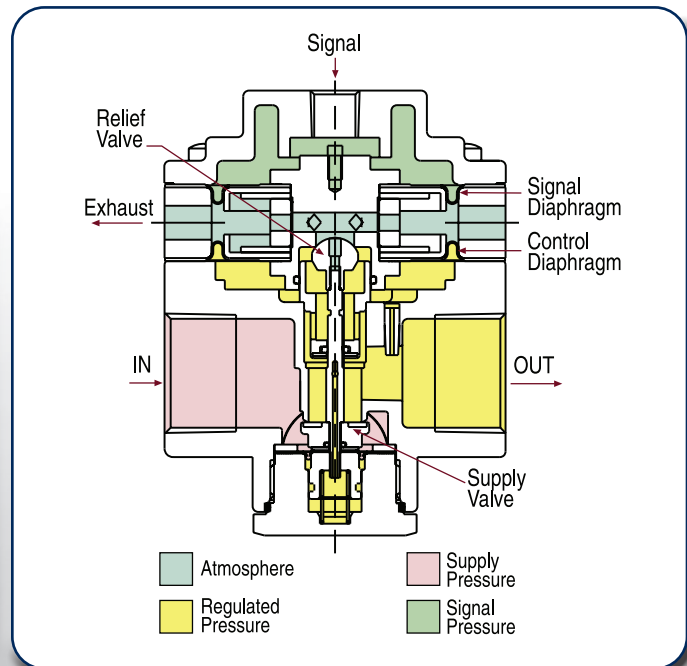 Signal
Relief
Valve
Signal
Diaphragm
Exhaust
Control
Diaphragm
IN
OUT
Supply
Valve
Atmosphere
Supply
Pressure
Regulated
Pressure
Signal
Pressure